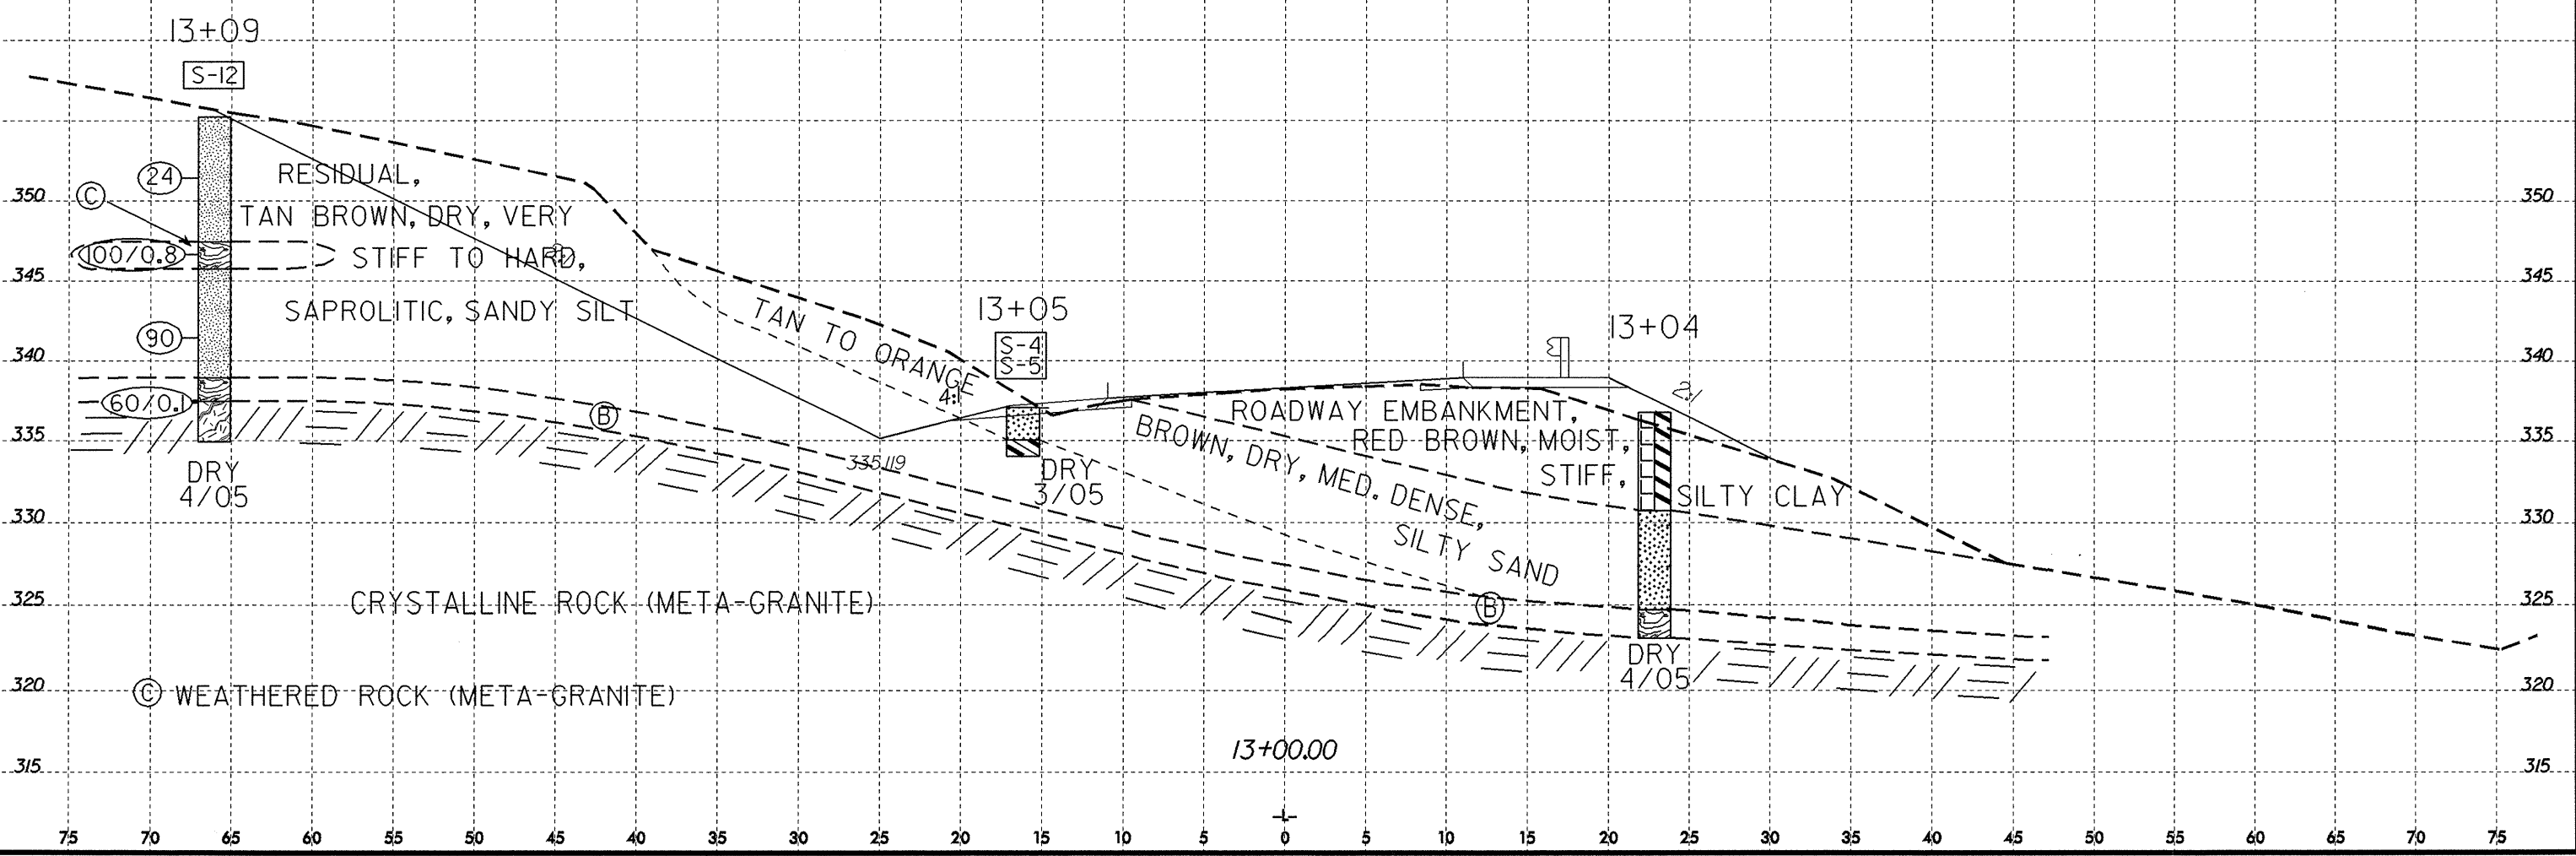 13+09
S-12
24
RESIDUAL,
350
C
TAN BROWN, DRY, VERY
350
100/0.8
STIFF TO HARD,
2:1
345
345
SAPROLITIC, SANDY SILT
TAN TO ORANGE
13+05
13+04
90
S-4
S-5
340
340
4:1
2:1
60/0.1
B
ROADWAY EMBANKMENT,
BROWN, DRY, MED. DENSE,
SILTY SAND
RED BROWN, MOIST,
335
335
335.119
DRY
4/05
DRY
3/05
STIFF,
SILTY CLAY
330
330
325
CRYSTALLINE ROCK (META-GRANITE)
B
325
DRY
4/05
320
C WEATHERED ROCK (META-GRANITE)
320
13+00.00
315
315
75 70 65 60 55 50 45 40 35 30 25 20 15 10 5 0 5 10 15 20 25 30 35 40 45 50 55 60 65 70 75